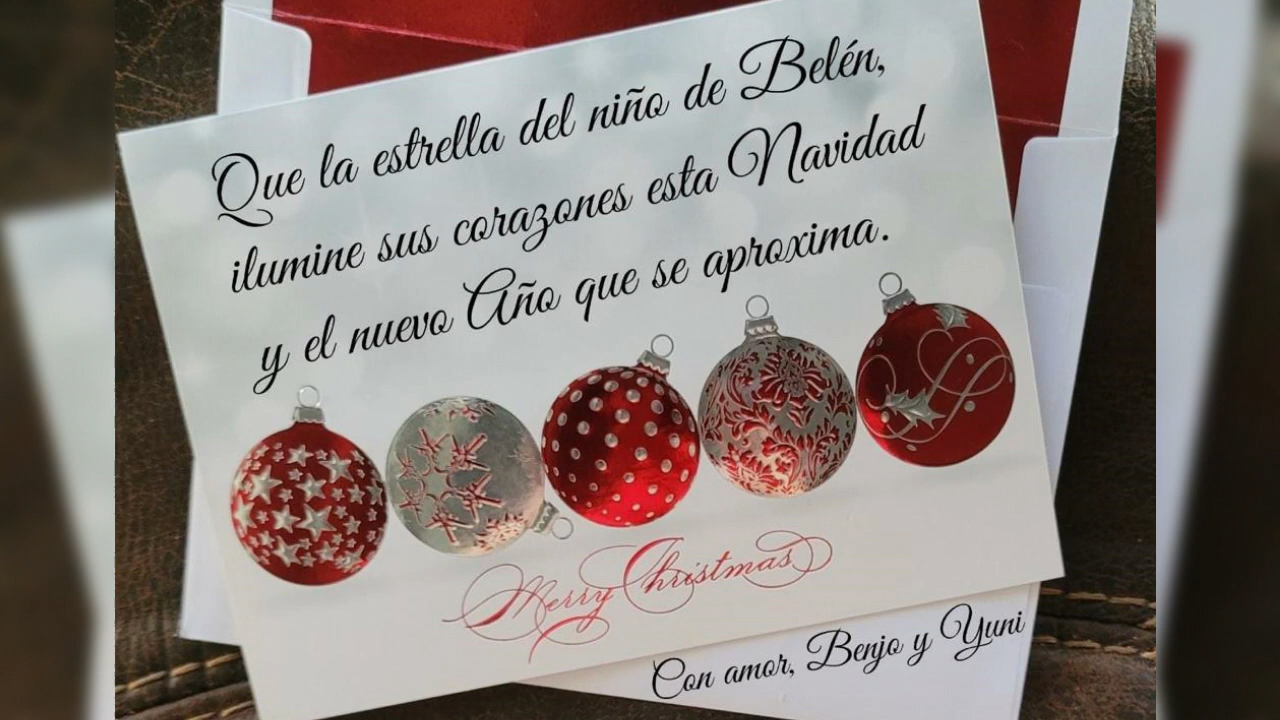 Que la estrella del niño de Belén,
ilumine sus corazones esta Navidad
y el nuevo Año que se aproxima.
Merry Christmas
Con amor, Benjo y Yuni